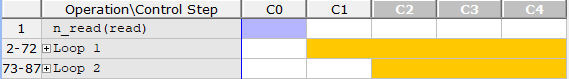 Operation\Control Step C0 C1 C2 C3 C4
1 n_read(read)
2-72 Loop 1
73-87 Loop 2